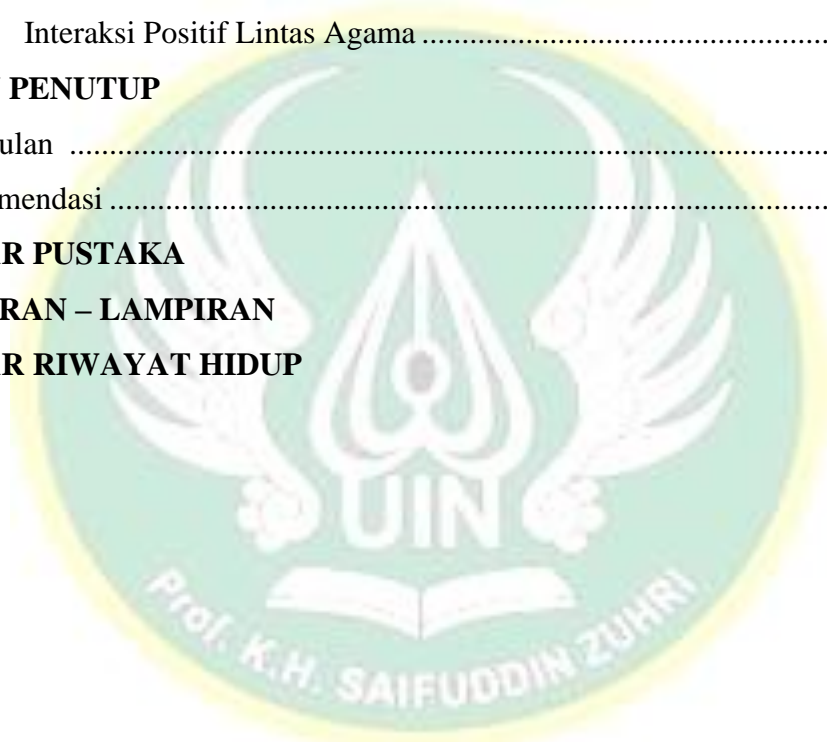 Interaksi Positif Lintas Agama ....................................................
PENUTUP
ulan ................................................................................................
mendasi ...........................................................................................
R PUSTAKA
RAN – LAMPIRAN
R RIWAYAT HIDUP
UIN
Prof. K.H. SAIFUDDIN ZUHRI